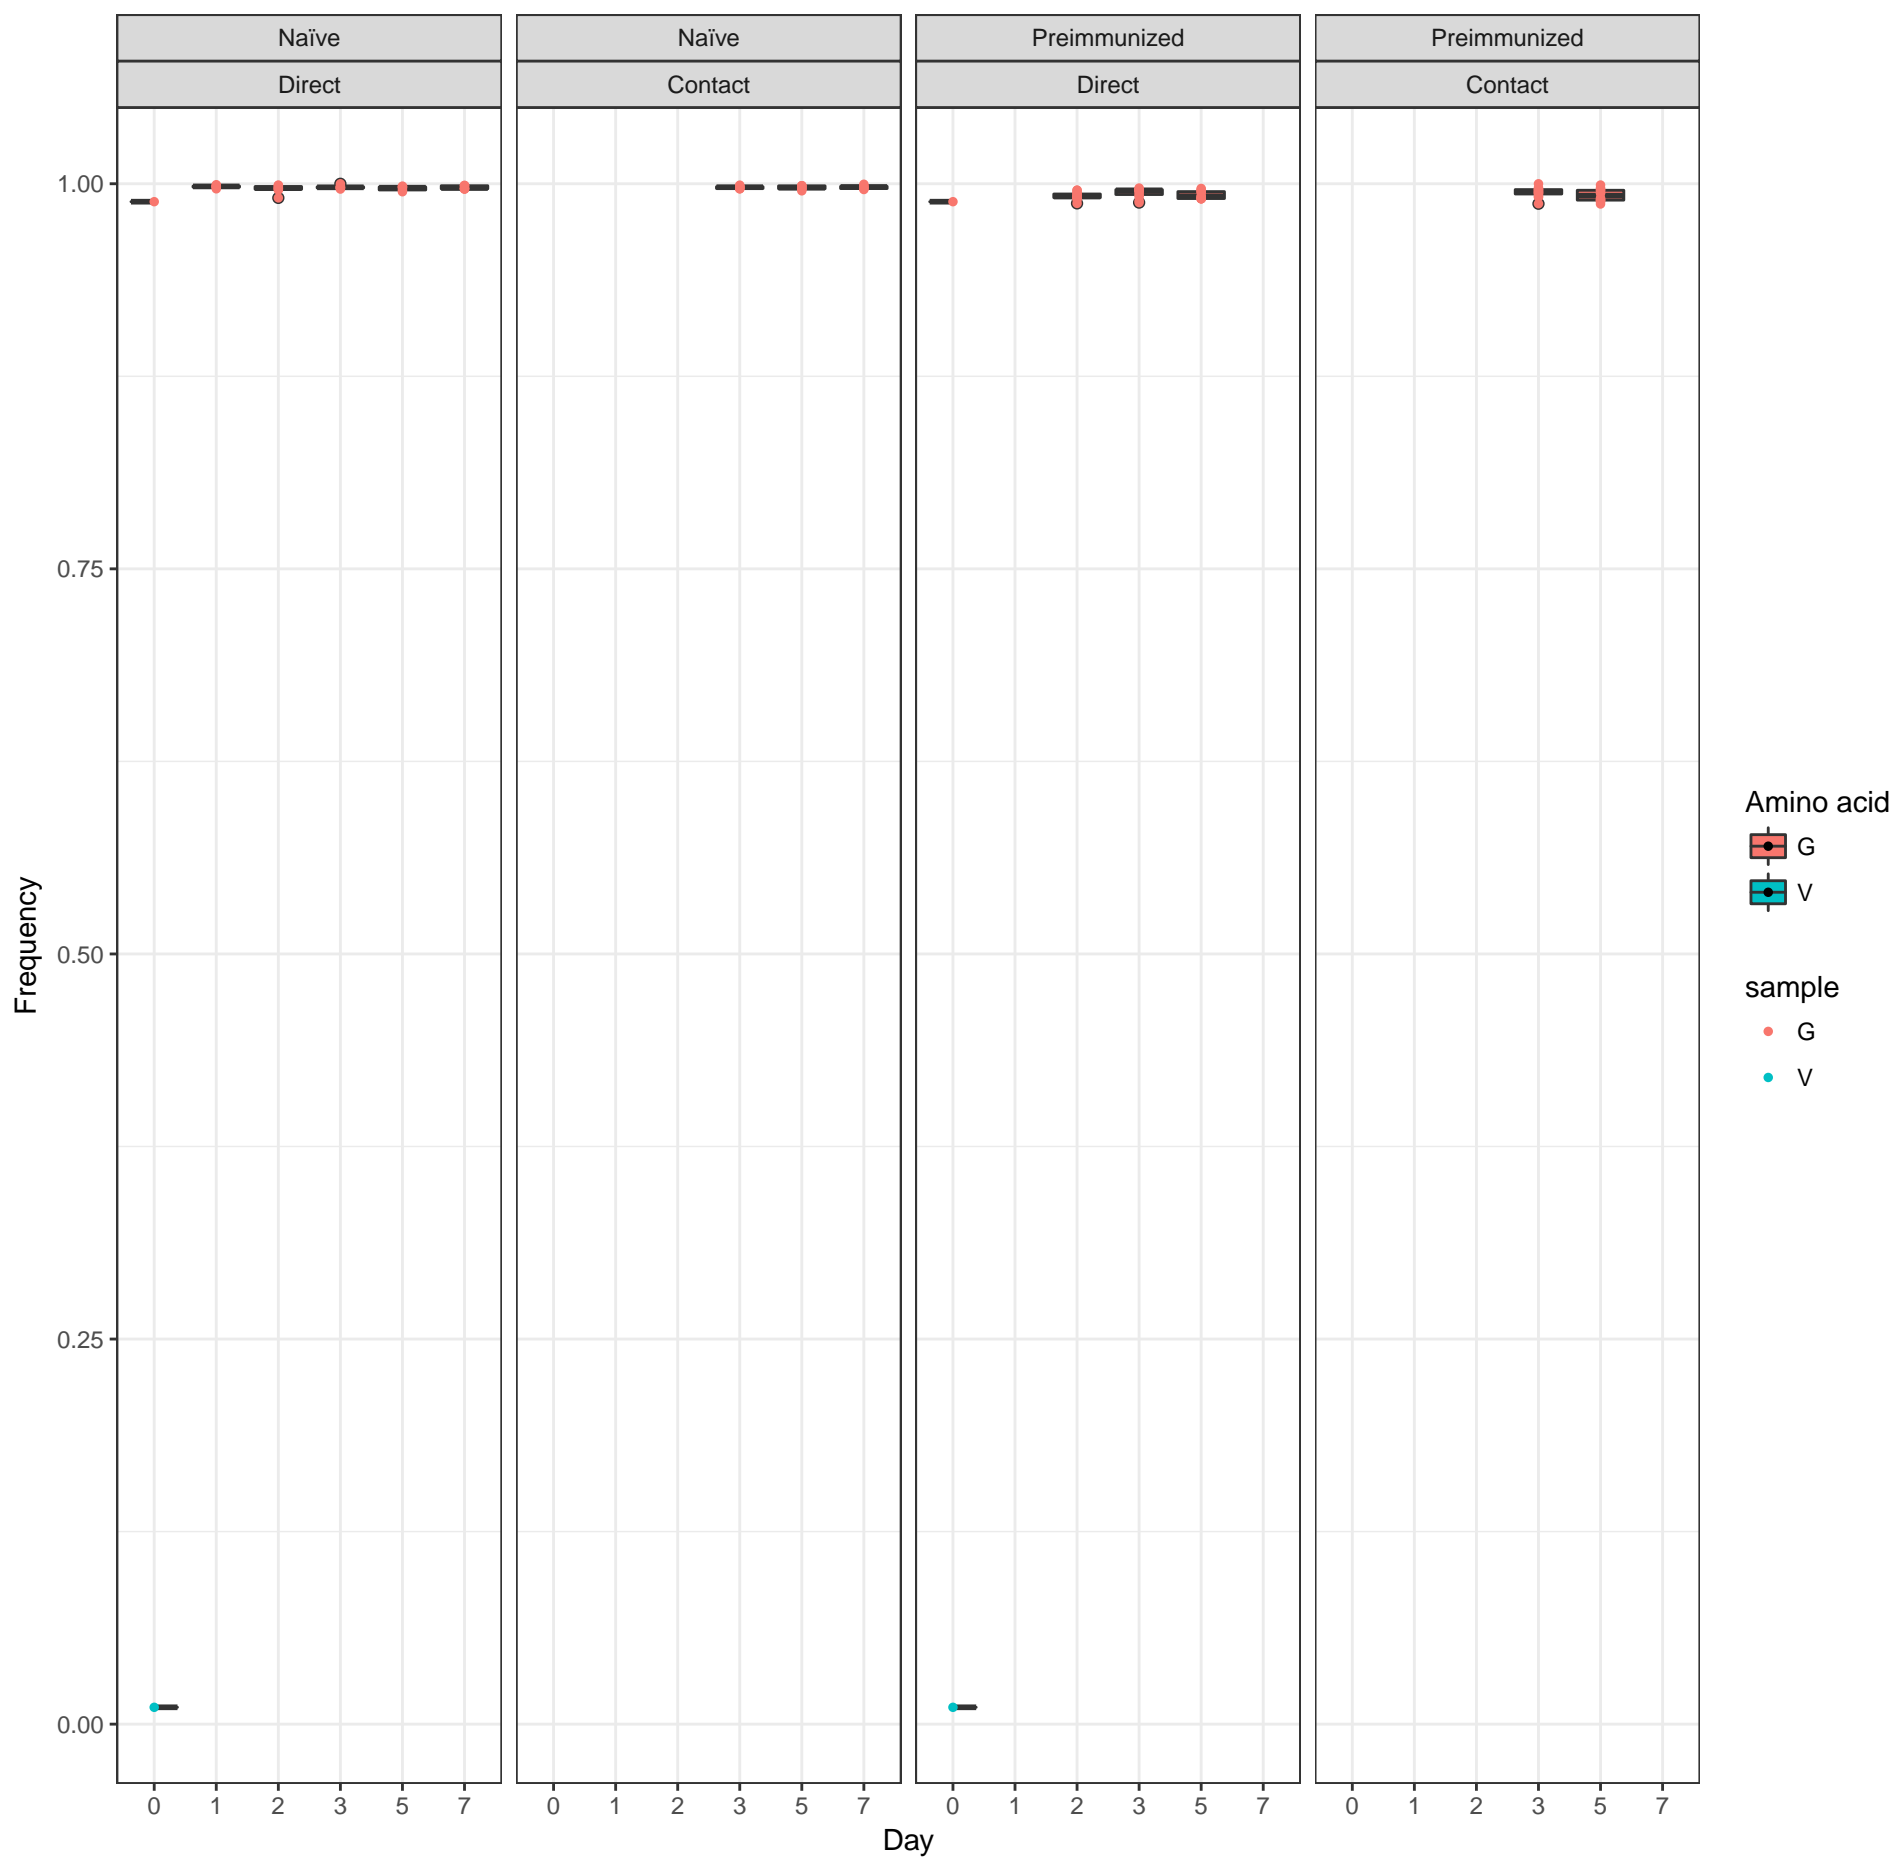 Naïve Naïve Preimmunized Preimmunized
Direct Contact Direct Contact
1.00
0.75
0.50
0.25
0.00
Frequency
0 1 2 3 5 7 0 1 2 3 5 7 0 1 2 3 5 7 0 1 2 3 5 7
Day
Amino acid
G
V
sample
G
V